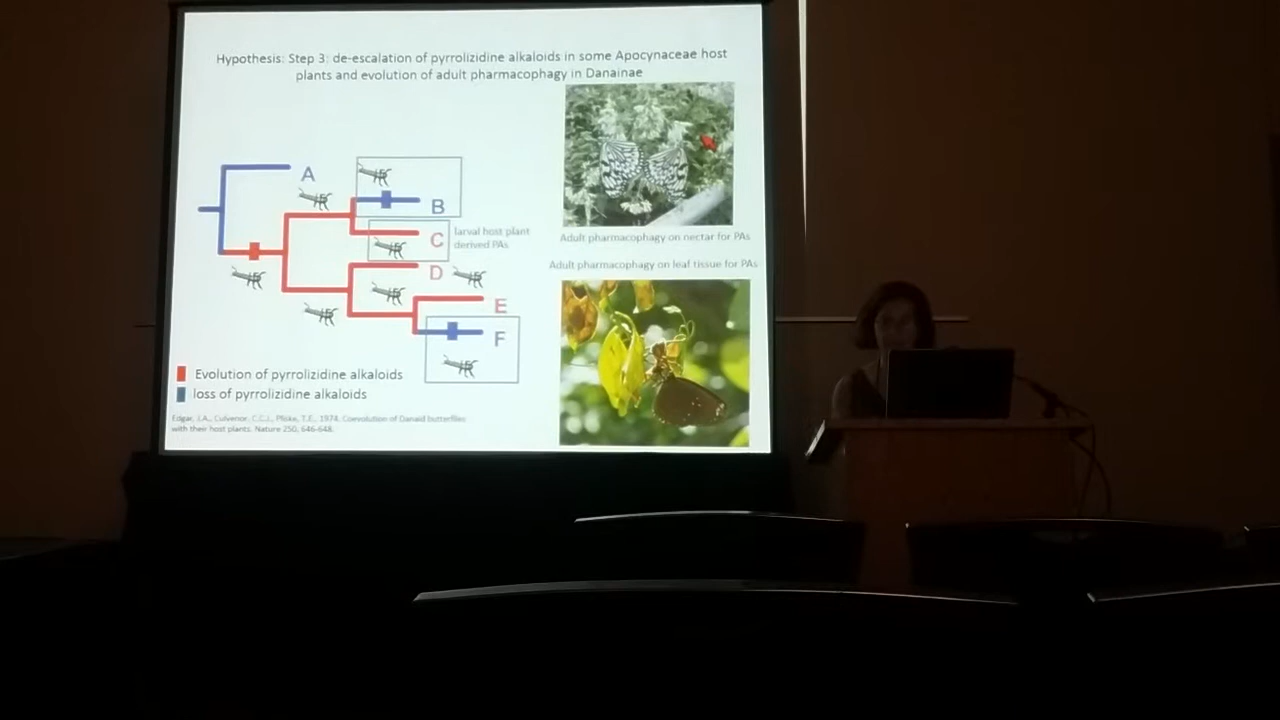 Hypothesis: Step 3: de-escalation of pyrrolizidine alkaloids in some Apocynaceae host
plants and evolution of adult pharmacophagy in Danainae
A
B
C
larval host plant
derived PAs
D
E
F
Evolution of pyrrolizidine alkaloids
loss of pyrrolizidine alkaloids
Edgar, J.A., Culvenor, C.C.J., Pliske, T.E., 1974. Coevolution of Danaid butterflies
with their host plants. Nature 250, 646-648.
Adult pharmacophagy on nectar for PAs
Adult pharmacophagy on leaf tissue for PAs